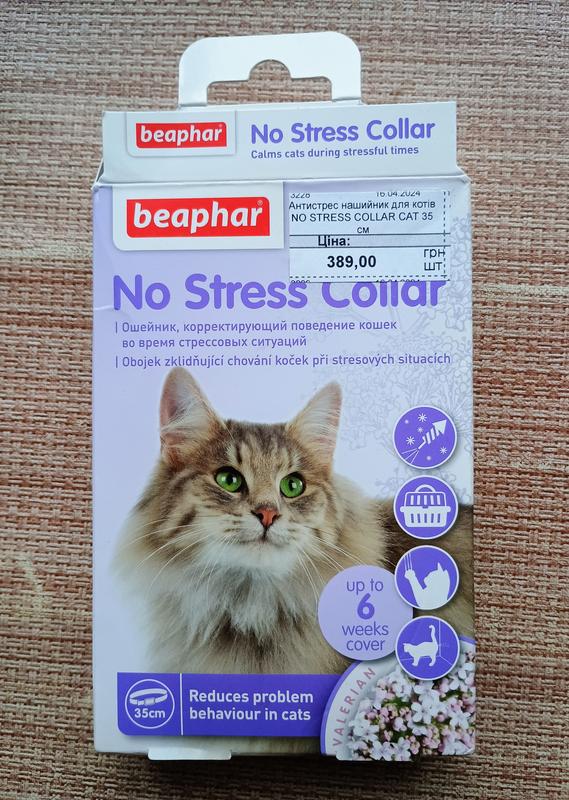 beaphar
No Stress Collar
Calms cats during stressful times
beaphar
3228 16.04.2024
Антистрес нашийник для котів
NO STRESS COLLAR CAT 35
см
Ціна:
389,00
грн
шт
No Stress Collar
Ошейник, корректирующий поведение кошек
во время стрессовых ситуаций
Obojek zklidňující chování koček při stresových situacích
up to
6
weeks
cover
35cm
Reduces problem
behaviour in cats
VALERIAN